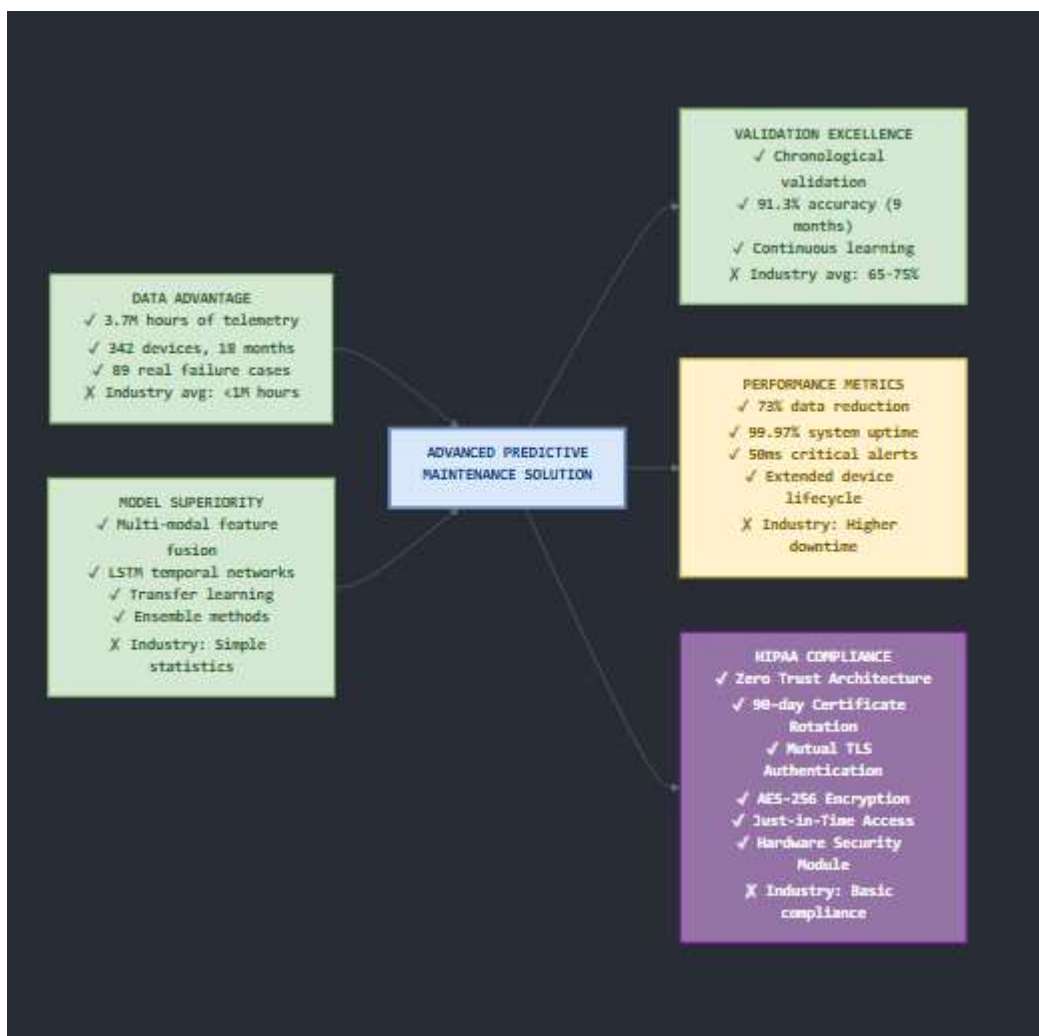 DATA ADVANTAGE
✓ 3.7M hours of telemetry
✓ 342 devices, 18 months
✓ 89 real failure cases
✗ Industry avg: <1M hours
MODEL SUPERIORITY
✓ Multi-modal feature
fusion
✓ LSTM temporal networks
✓ Transfer learning
✓ Ensemble methods
✗ Industry: Simple
statistics
ADVANCED PREDICTIVE
MAINTENANCE SOLUTION
VALIDATION EXCELLENCE
✓ Chronological
validation
✓ 91.3% accuracy (9
months)
✓ Continuous learning
✗ Industry avg: 65-75%
PERFORMANCE METRICS
✓ 73% data reduction
✓ 99.97% system uptime
✓ 50ms critical alerts
✓ Extended device
lifecycle
✗ Industry: Higher
downtime
HIPAA COMPLIANCE
✓ Zero Trust Architecture
✓ 90-day Certificate
Rotation
✓ Mutual TLS
Authentication
✓ AES-256 Encryption
✓ Just-in-Time Access
✓ Hardware Security
Module
✗ Industry: Basic
compliance